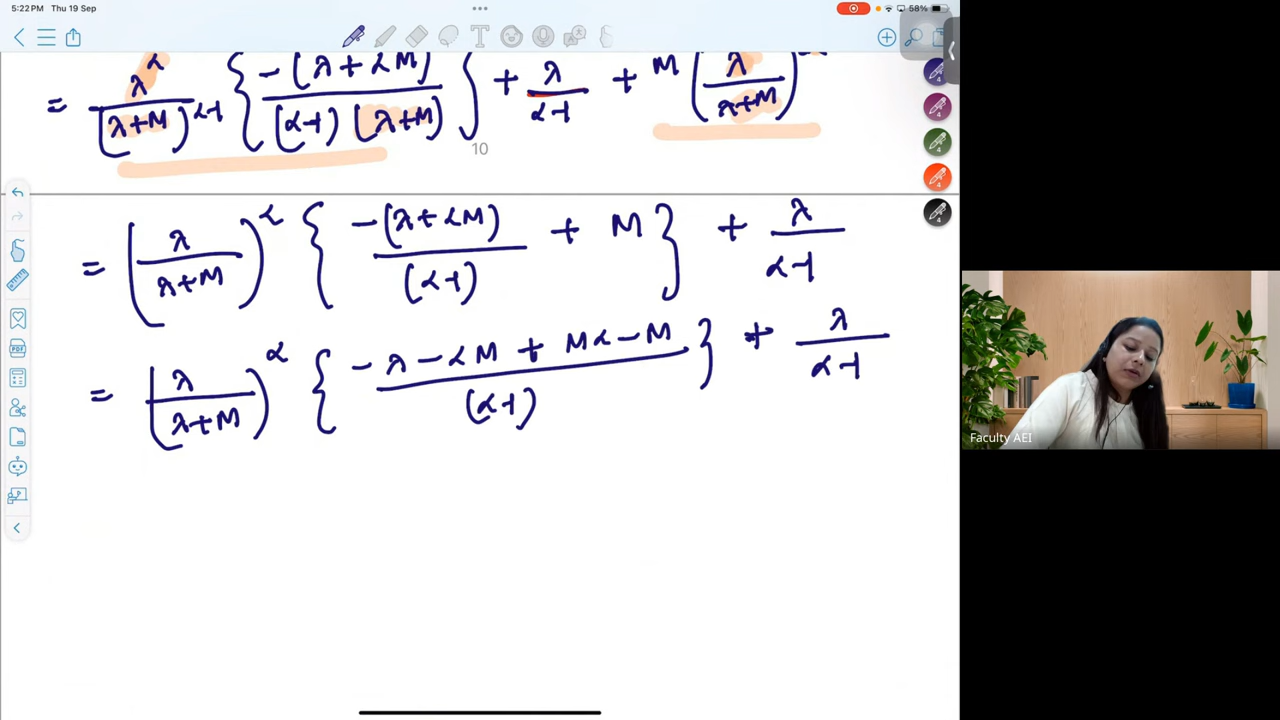 5:22 PM Thu 19 Sep
58%
= λ^α / (λ+M)^(α-1) { -(λ+αM) / (α-1)(λ+M) } + λ / α-1 + M (λ / λ+M)
10
= (λ / λ+M)^α { -(λ+αM) / (α-1) + M } + λ / α-1
= (λ / λ+M)^α { -λ - αM + Mα - M / (α-1) } + λ / α-1
Faculty AEI